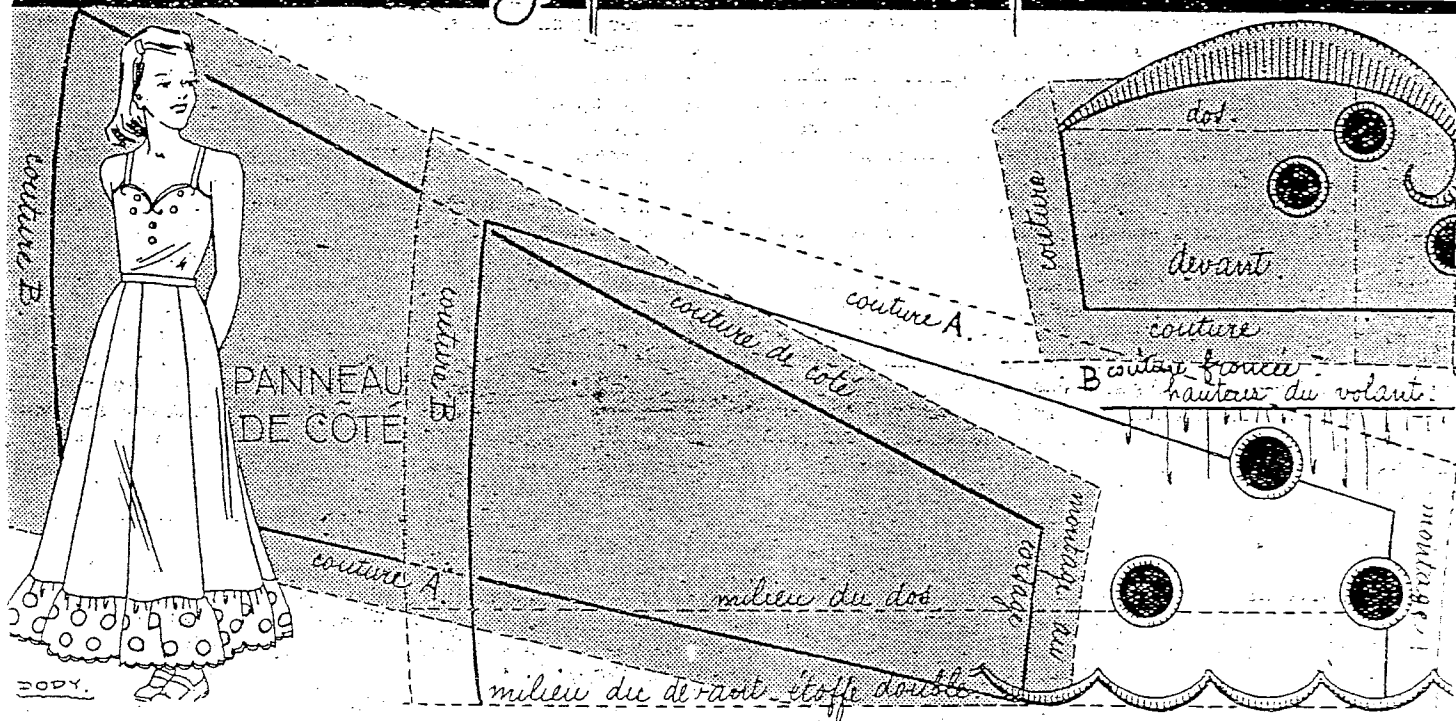 couture B.
PANNEAU
DE CÔTÉ
couture A.
DODY.
couture B
couture de côté.
couture A.
milieu du dos
milieu du devant étoffe double.
montage au
corsage
dos.
devant.
couture
couture
B couture froncée.
hauteur du volant.
montage.